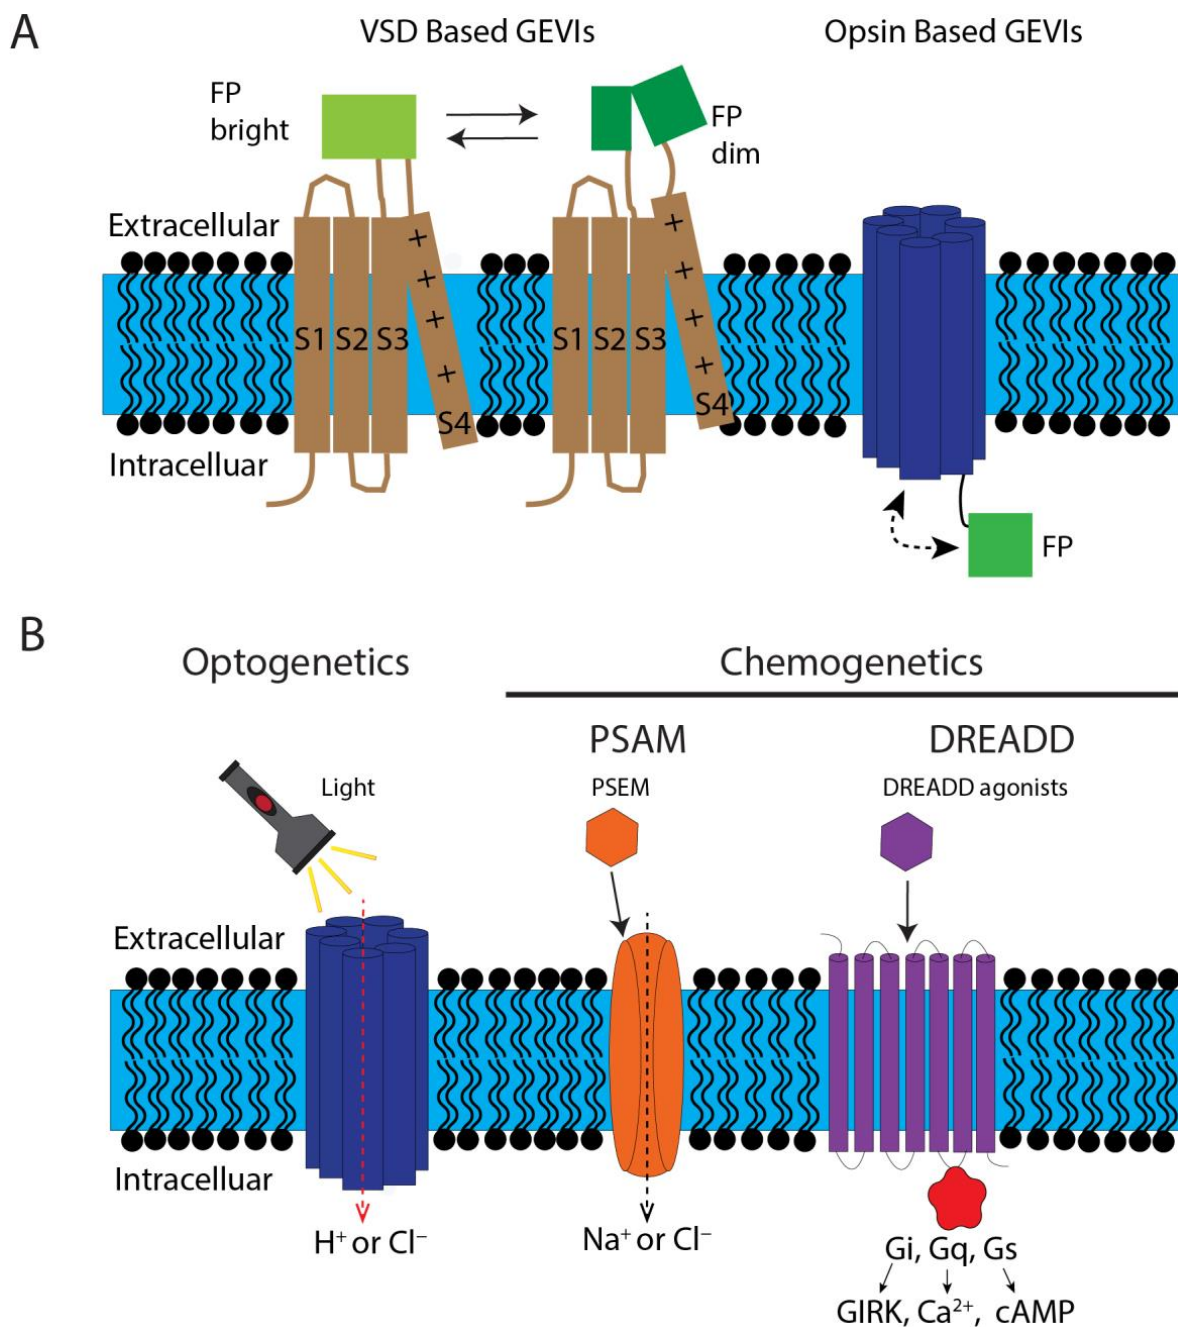 A
VSD Based GEVIs
Opsin Based GEVIs
FP
bright
FP
dim
Extracellular
+
+
+
+
S1 S2 S3
S4
+
+
+
+
S1 S2 S3
S4
Intracelluar
FP
B
Optogenetics
Chemogenetics
PSAM
DREADD
Light
PSEM
DREADD agonists
Extracellular
Intracelluar
H⁺ or Cl⁻
Na⁺ or Cl⁻
Gi, Gq, Gs
GIRK, Ca²⁺, cAMP